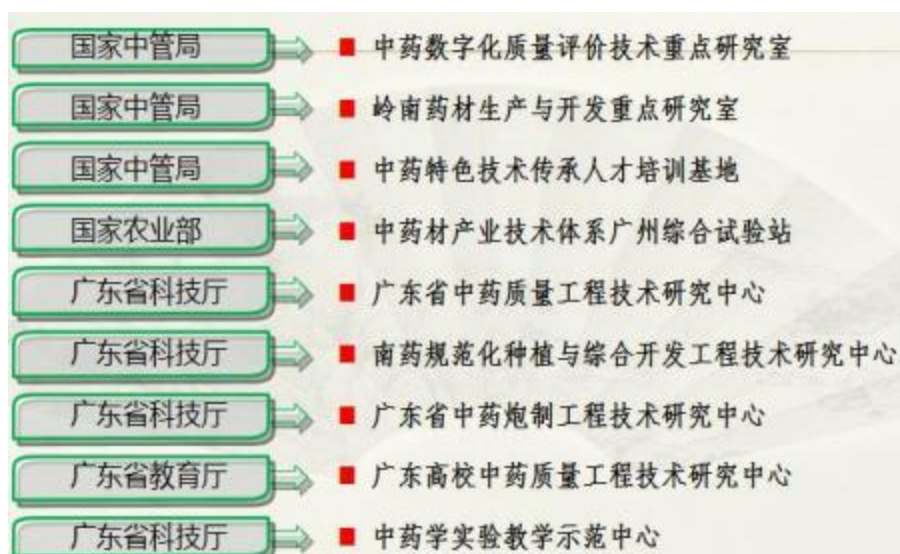 国家中管局 中药数字化质量评价技术重点研究室
国家中管局 岭南药材生产与开发重点研究室
国家中管局 中药特色技术传承人才培训基地
国家农业部 中药材产业技术体系广州综合试验站
广东省科技厅 广东省中药质量工程技术研究中心
广东省科技厅 南药规范化种植与综合开发工程技术研究中心
广东省科技厅 广东省中药炮制工程技术研究中心
广东省教育厅 广东高校中药质量工程技术研究中心
广东省科技厅 中药学实验教学示范中心